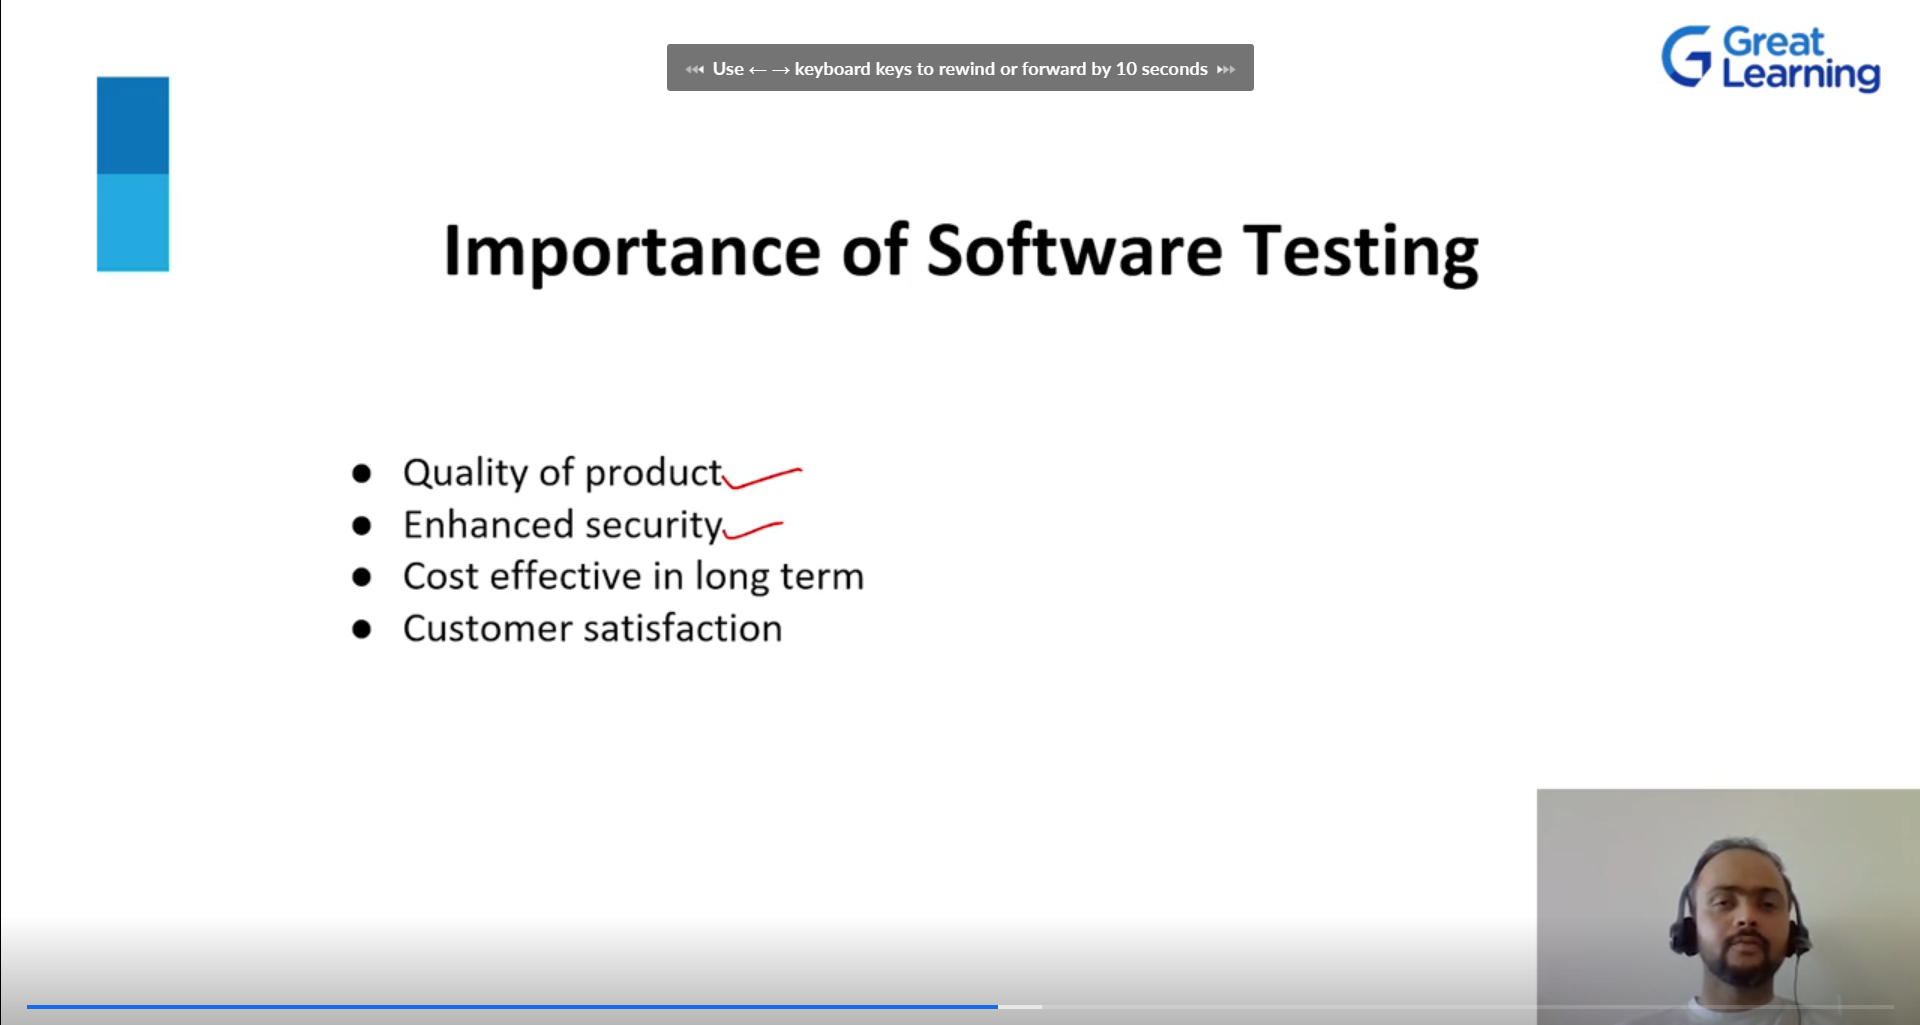 Great
Learning
Use ← → keyboard keys to rewind or forward by 10 seconds
Importance of Software Testing
● Quality of product
● Enhanced security
● Cost effective in long term
● Customer satisfaction